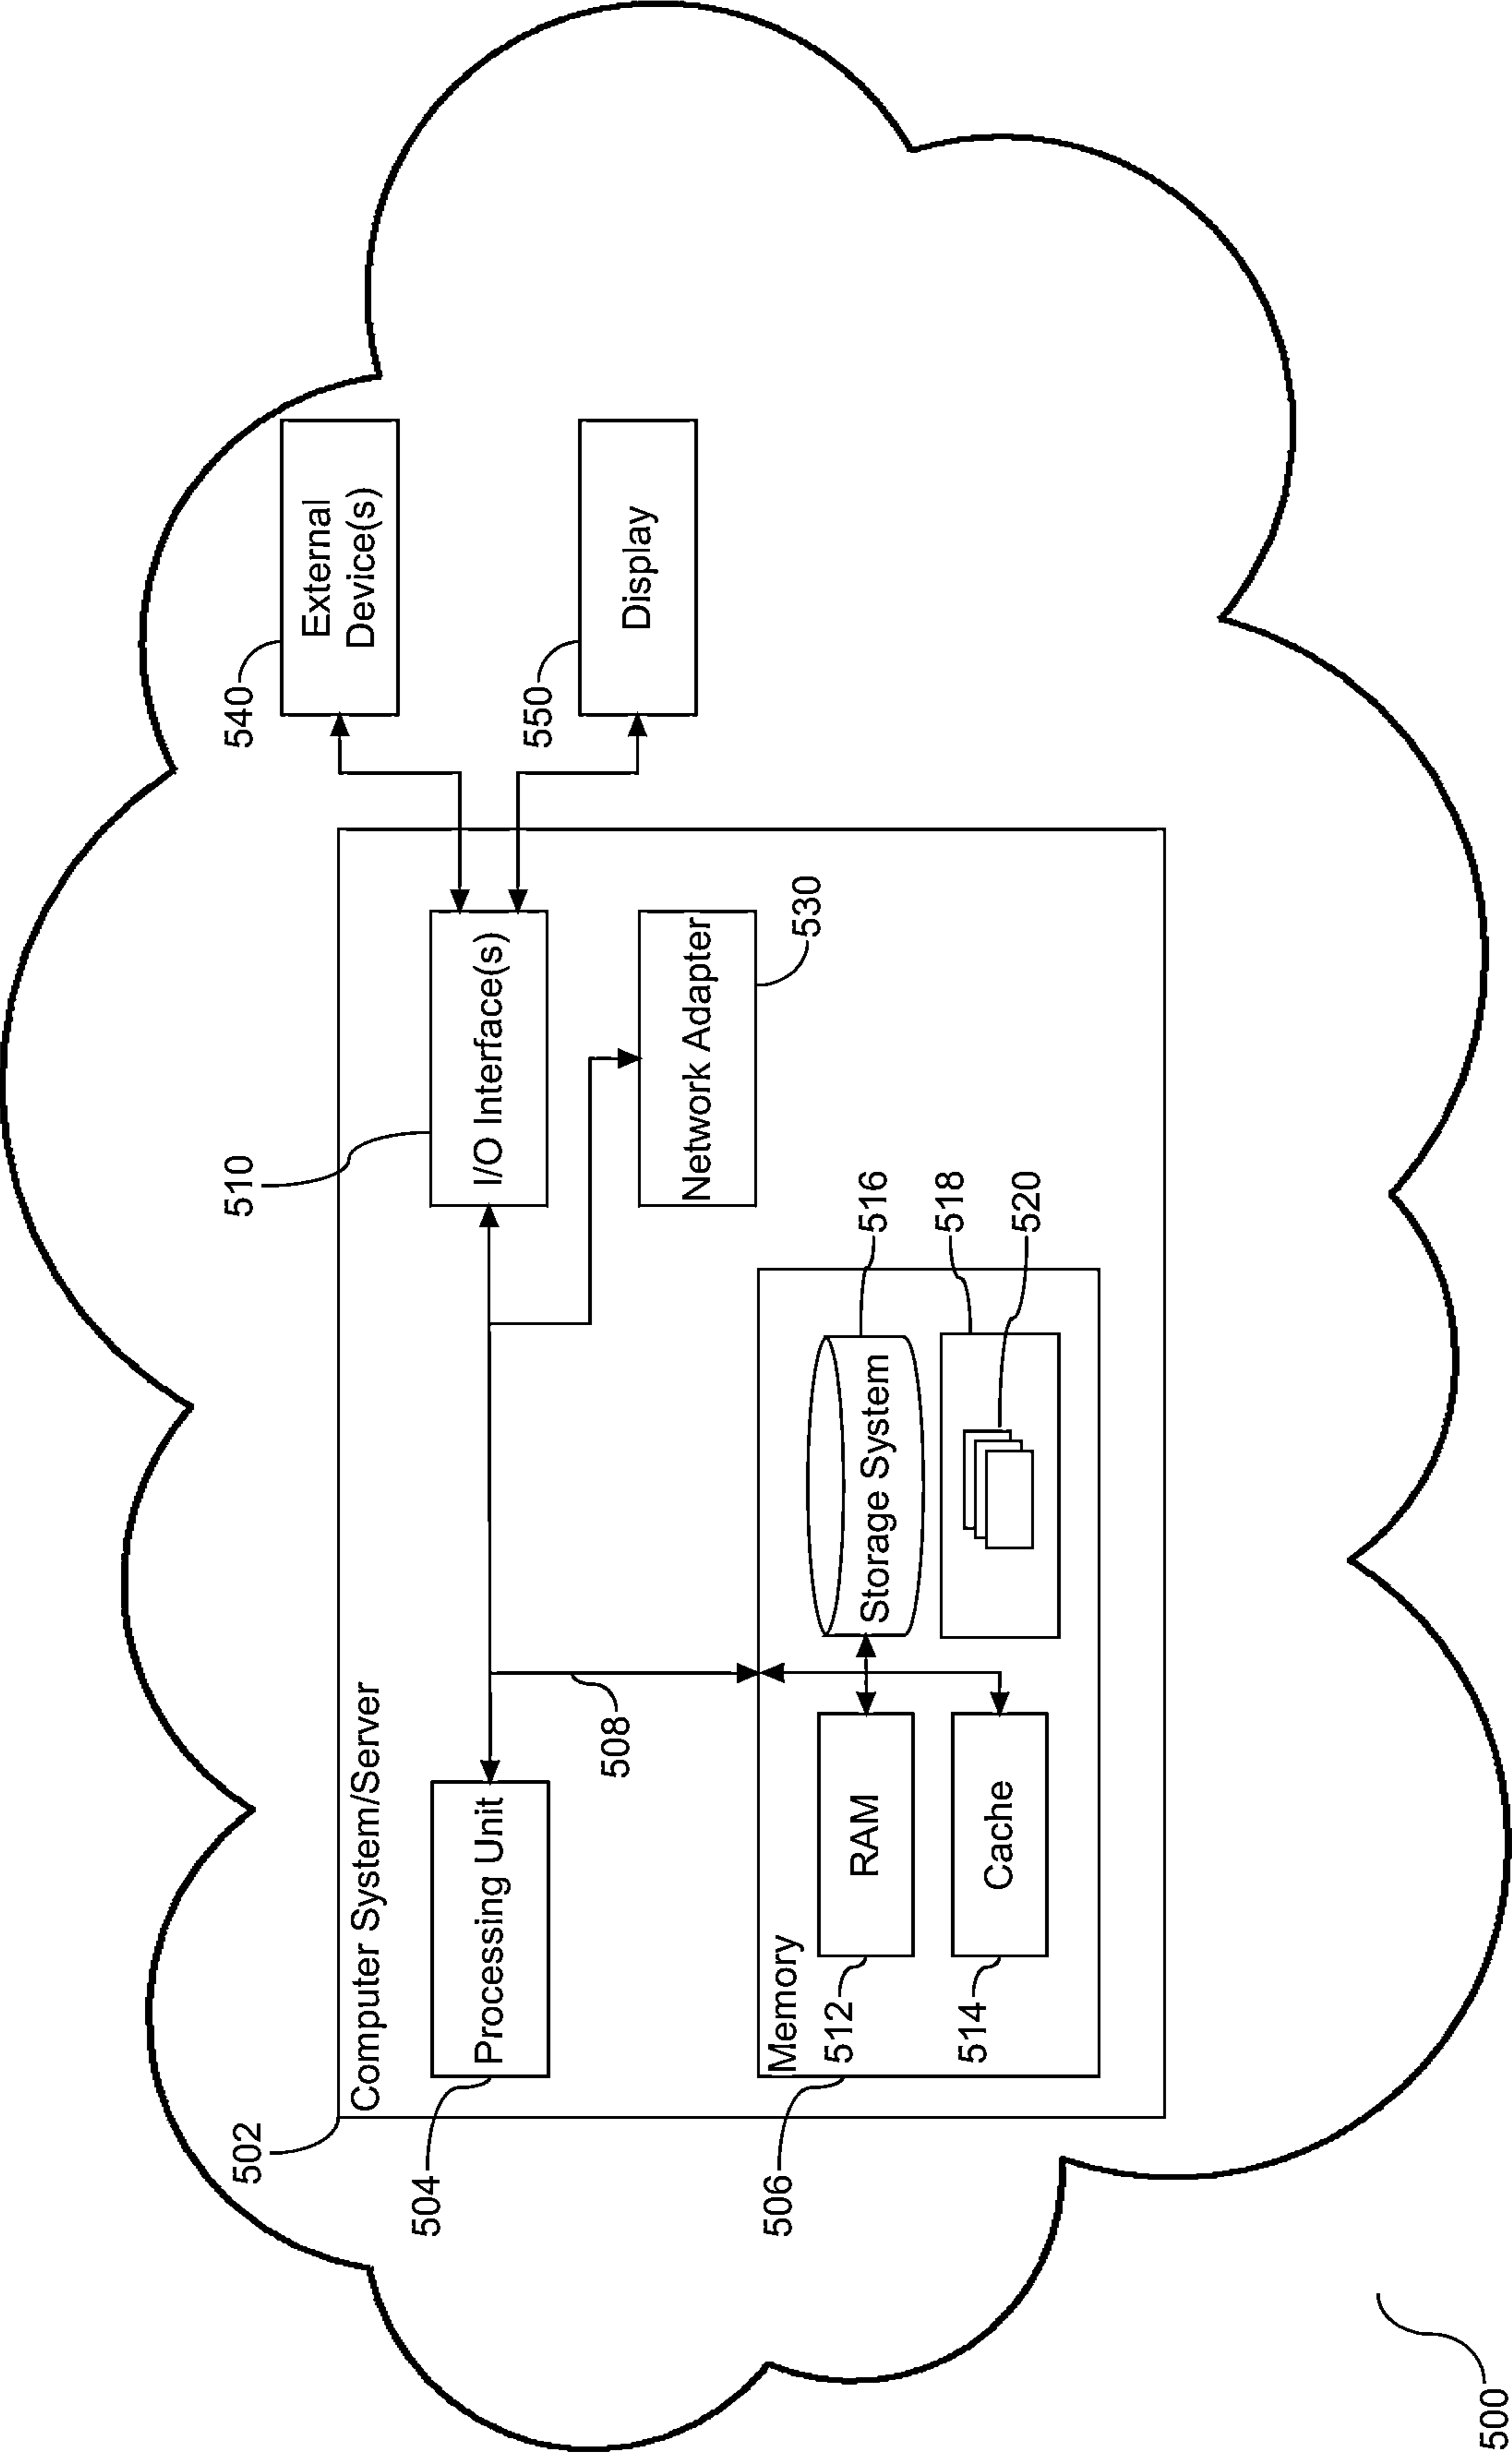 502
Computer System/Server
504
Processing Unit
510
I/O Interface(s)
540
External
Device(s)
550
Display
508
Network Adapter
530
506
Memory
512
RAM
514
Cache
Storage System
516
518
520
500